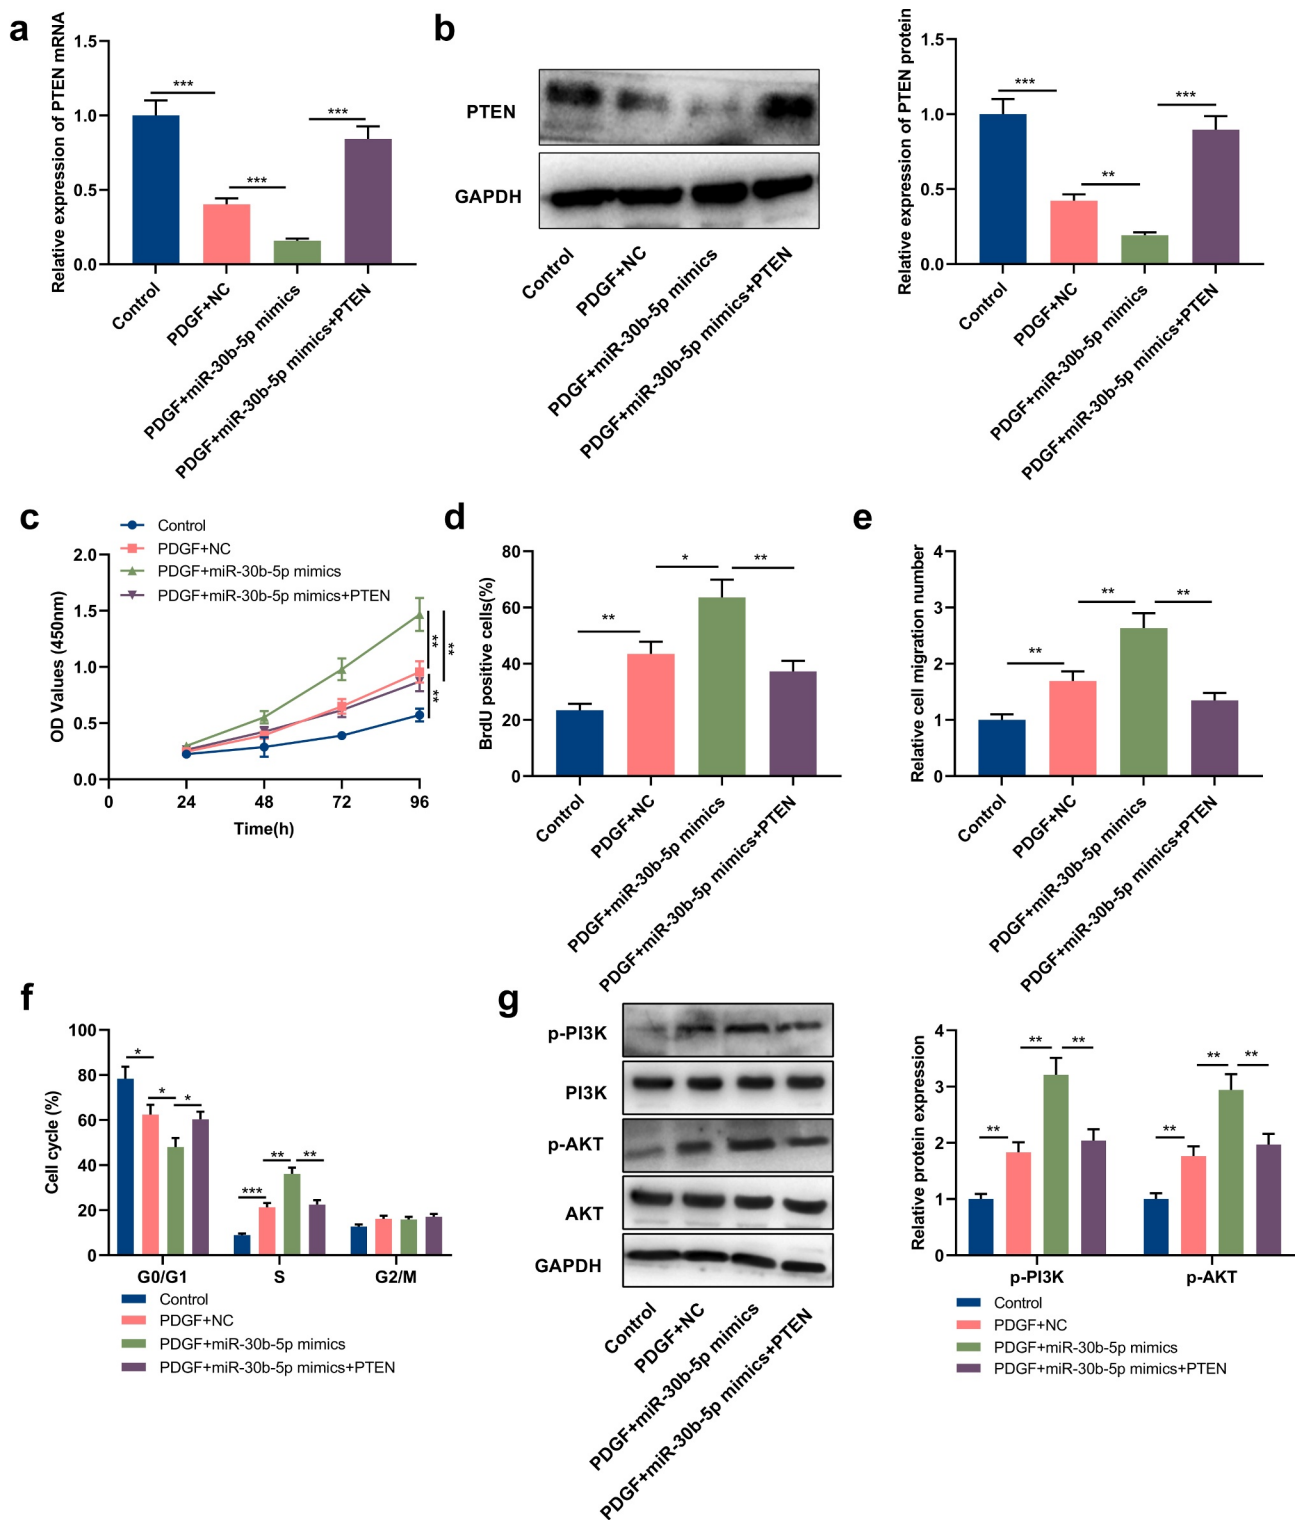 a
Relative expression of PTEN mRNA
1.5
1.0
0.5
0.0
***
***
***
Control
PDGF+NC
PDGF+miR-30b-5p mimics
PDGF+miR-30b-5p mimics+PTEN
b
PTEN
GAPDH
Control
PDGF+NC
PDGF+miR-30b-5p mimics
PDGF+miR-30b-5p mimics+PTEN
Relative expression of PTEN protein
1.5
1.0
0.5
0.0
***
**
***
Control
PDGF+NC
PDGF+miR-30b-5p mimics
PDGF+miR-30b-5p mimics+PTEN
c
Control
PDGF+NC
PDGF+miR-30b-5p mimics
PDGF+miR-30b-5p mimics+PTEN
OD Values (450nm)
2.0
1.5
1.0
0.5
0.0
**
**
**
0 24 48 72 96
Time(h)
d
BrdU positive cells(%)
80
60
40
20
0
**
*
**
Control
PDGF+NC
PDGF+miR-30b-5p mimics
PDGF+miR-30b-5p mimics+PTEN
e
Relative cell migration number
4
3
2
1
0
**
**
**
Control
PDGF+NC
PDGF+miR-30b-5p mimics
PDGF+miR-30b-5p mimics+PTEN
f
Cell cycle (%)
100
80
60
40
20
0
*
*
*
***
**
**
G0/G1 S G2/M
Control
PDGF+NC
PDGF+miR-30b-5p mimics
PDGF+miR-30b-5p mimics+PTEN
g
p-PI3K
PI3K
p-AKT
AKT
GAPDH
Control
PDGF+NC
PDGF+miR-30b-5p mimics
PDGF+miR-30b-5p mimics+PTEN
Relative protein expression
4
3
2
1
0
**
**
**
**
**
**
p-PI3K p-AKT
Control
PDGF+NC
PDGF+miR-30b-5p mimics
PDGF+miR-30b-5p mimics+PTEN